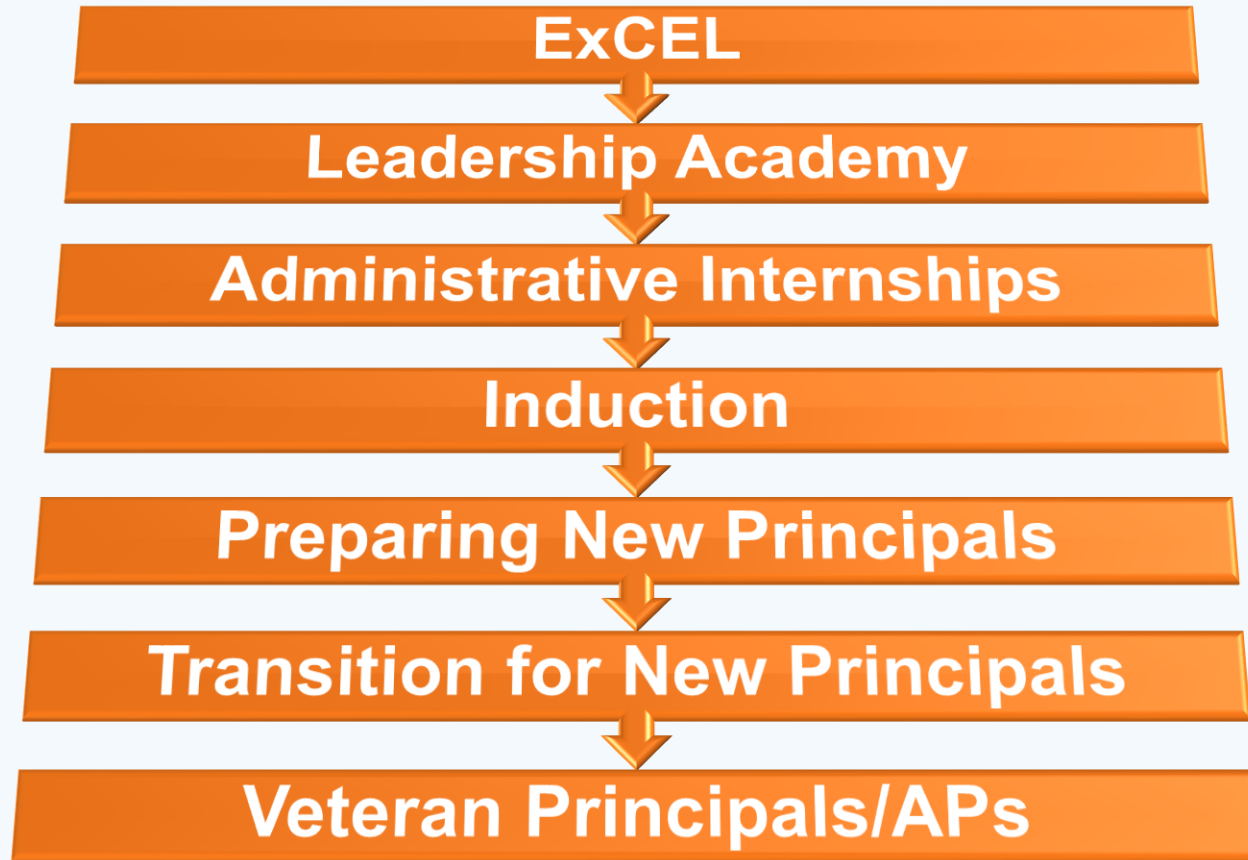 ExCEL
Leadership Academy
Administrative Internships
Induction
Preparing New Principals
Transition for New Principals
Veteran Principals/APs